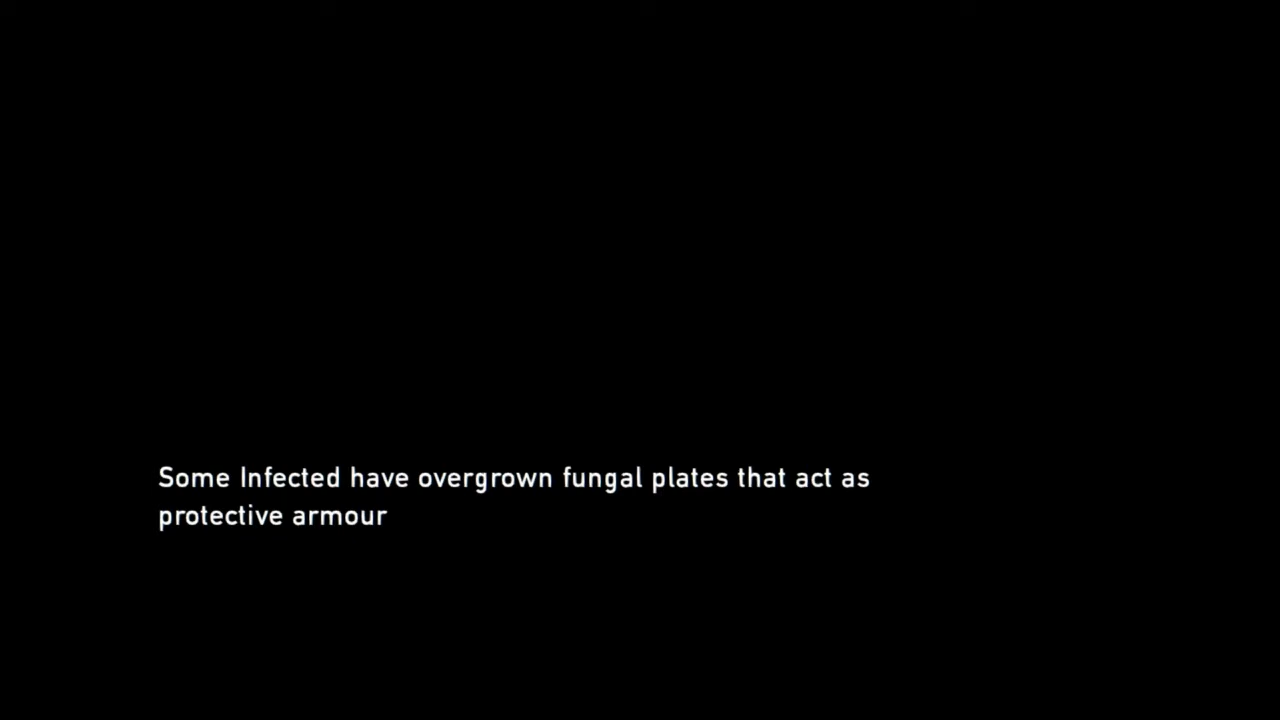 Some Infected have overgrown fungal plates that act as
protective armour